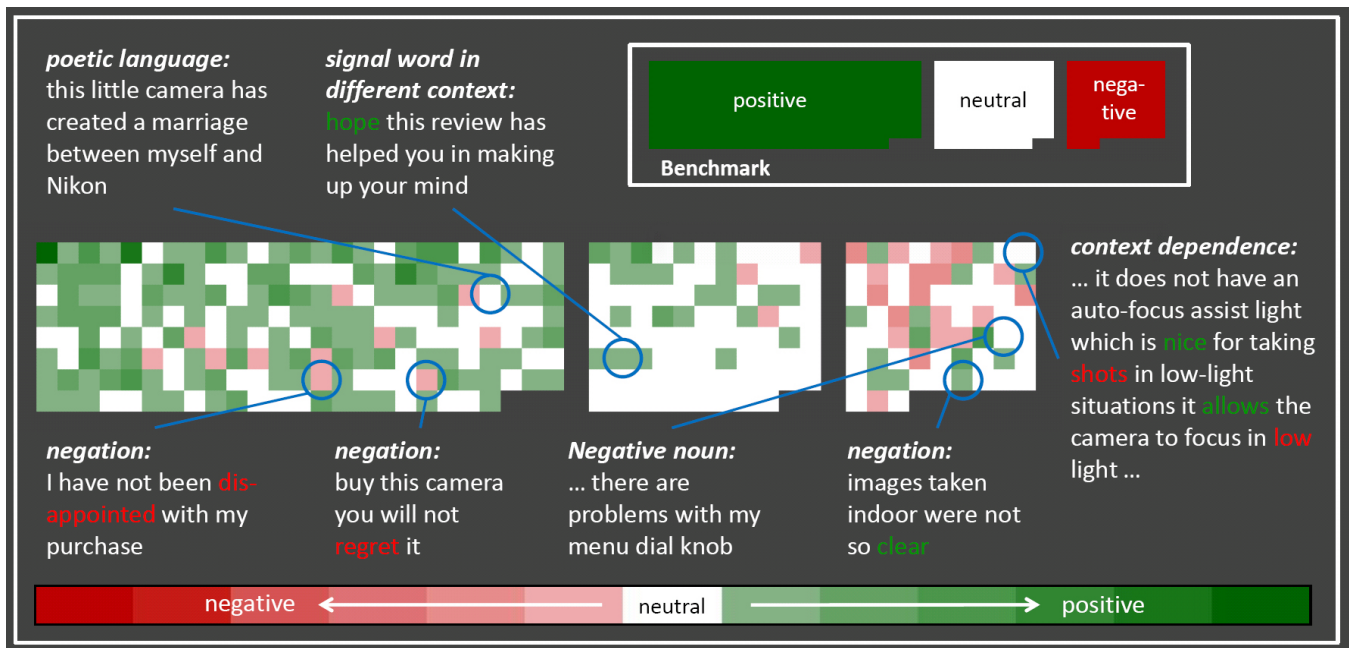 poetic language:
this little camera has
created a marriage
between myself and
Nikon
signal word in
different context:
hope this review has
helped you in making
up your mind
positive
neutral
nega-
tive
Benchmark
context dependence:
... it does not have an
auto-focus assist light
which is nice for taking
shots in low-light
situations it allows the
camera to focus in low
light ...
negation:
I have not been dis-
appointed with my
purchase
negation:
buy this camera
you will not
regret it
Negative noun:
... there are
problems with my
menu dial knob
negation:
images taken
indoor were not
so clear
negative
neutral
positive